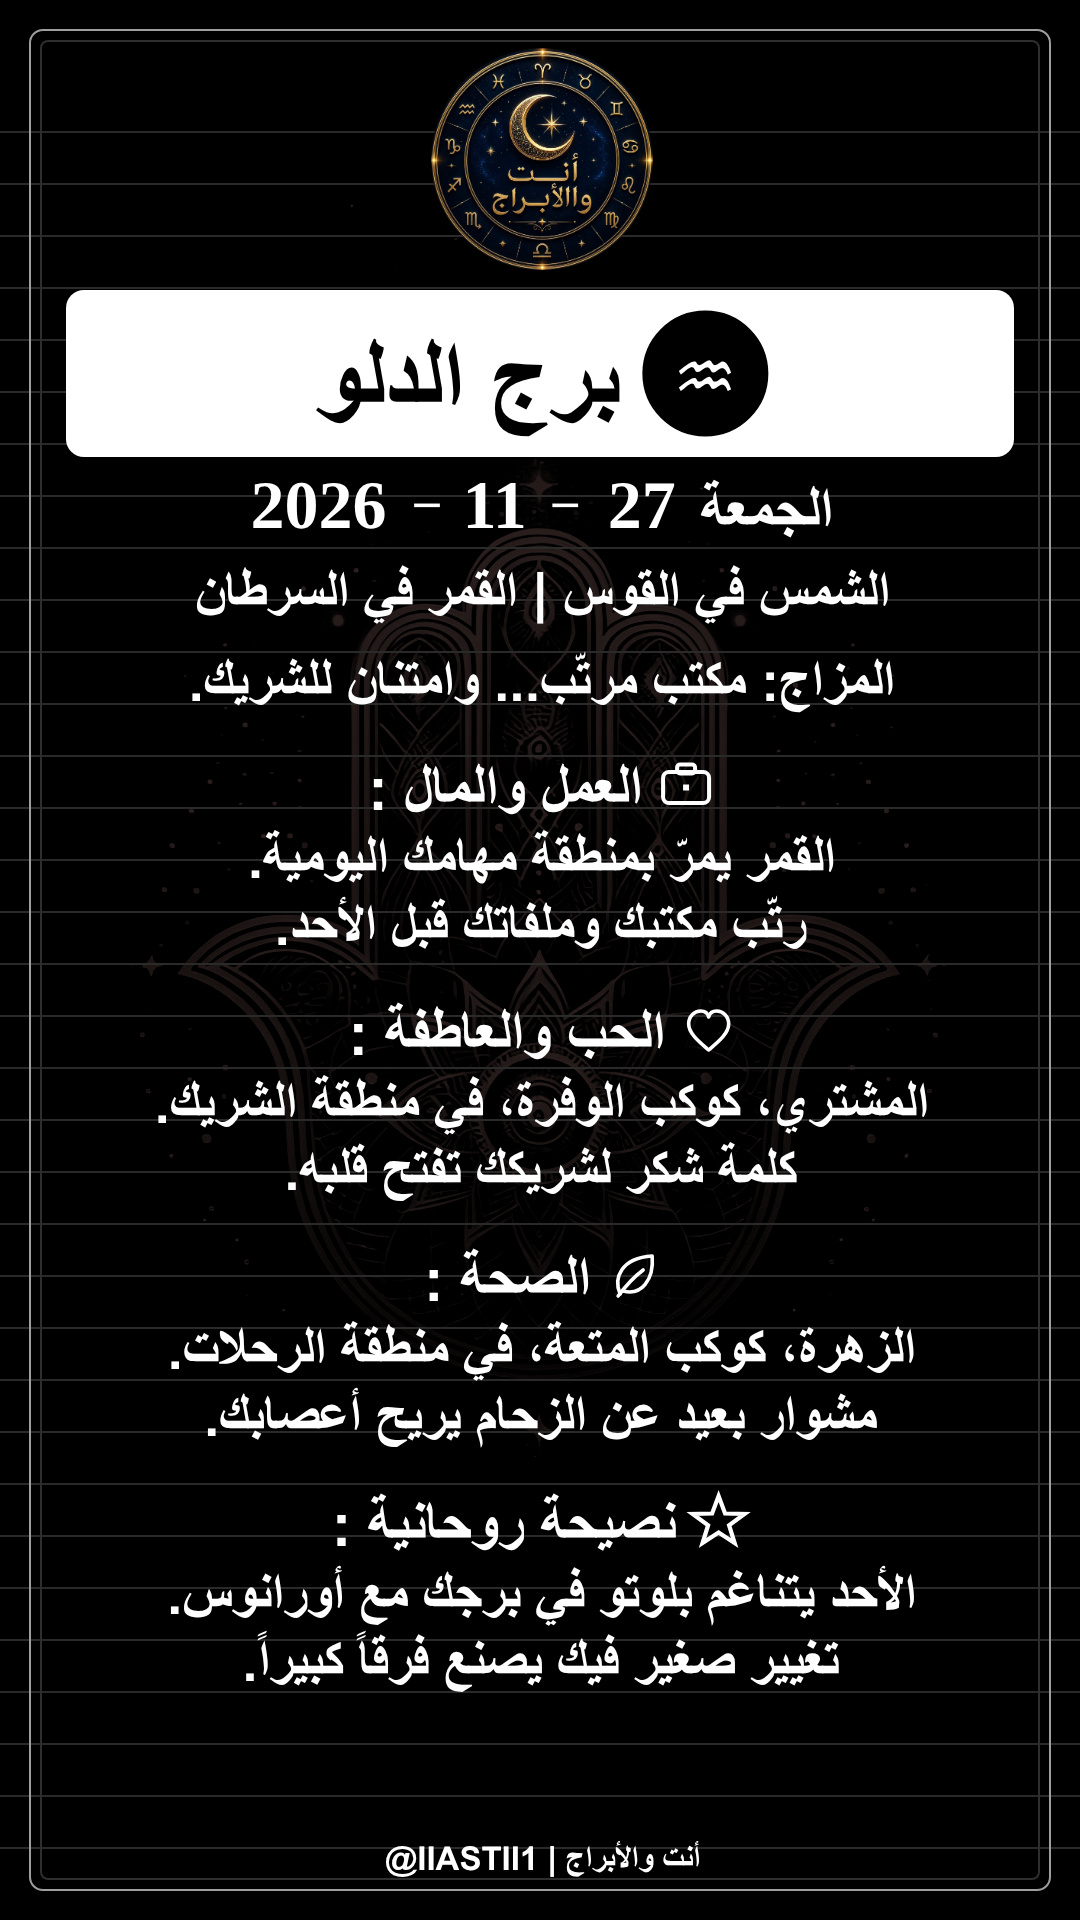 أنت
والأبراج
برج الدلو
الجمعة 27 - 11 - 2026
الشمس في القوس | القمر في السرطان
المزاج: مكتب مرتّب... وامتنان للشريك.
العمل والمال :
القمر يمرّ بمنطقة مهامك اليومية.
رتّب مكتبك وملفاتك قبل الأحد.
الحب والعاطفة :
المشتري، كوكب الوفرة، في منطقة الشريك.
كلمة شكر لشريكك تفتح قلبه.
الصحة :
الزهرة، كوكب المتعة، في منطقة الرحلات.
مشوار بعيد عن الزحام يريح أعصابك.
نصيحة روحانية :
الأحد يتناغم بلوتو في برجك مع أورانوس.
تغيير صغير فيك يصنع فرقاً كبيراً.
أنت والأبراج | @IIASTII1